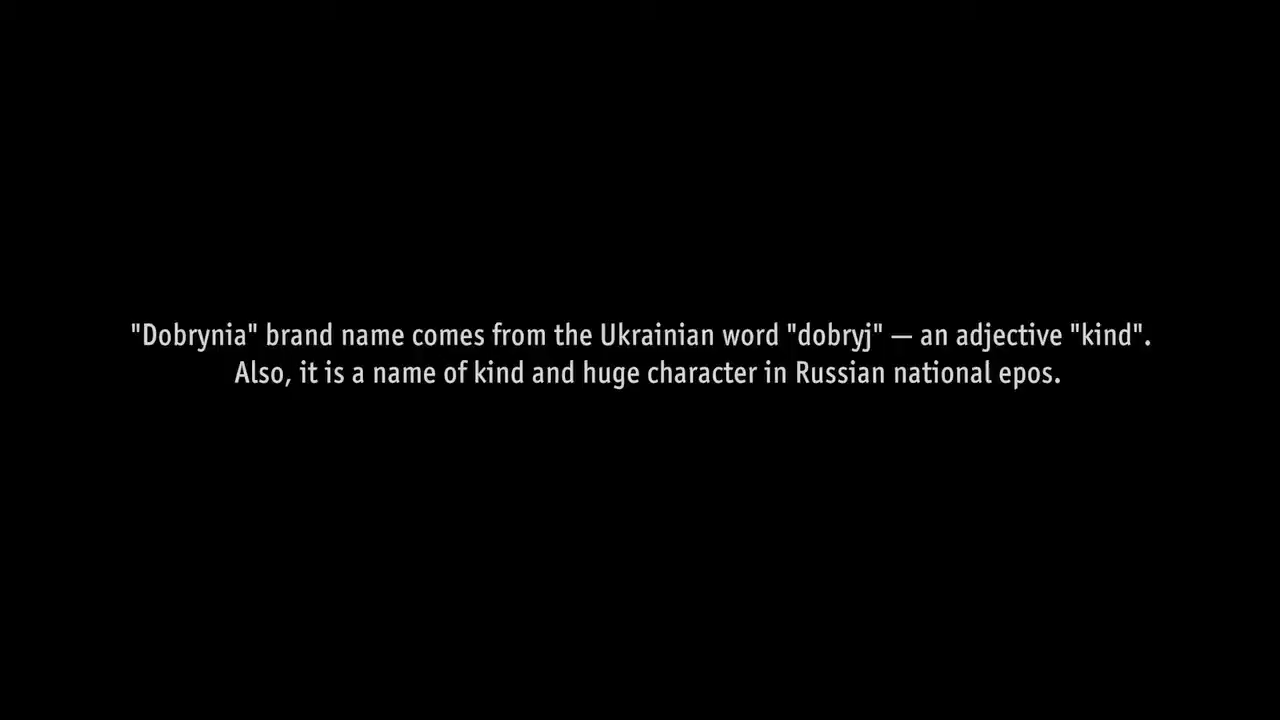 "Dobrynia" brand name comes from the Ukrainian word "dobryj" — an adjective "kind".
Also, it is a name of kind and huge character in Russian national epos.